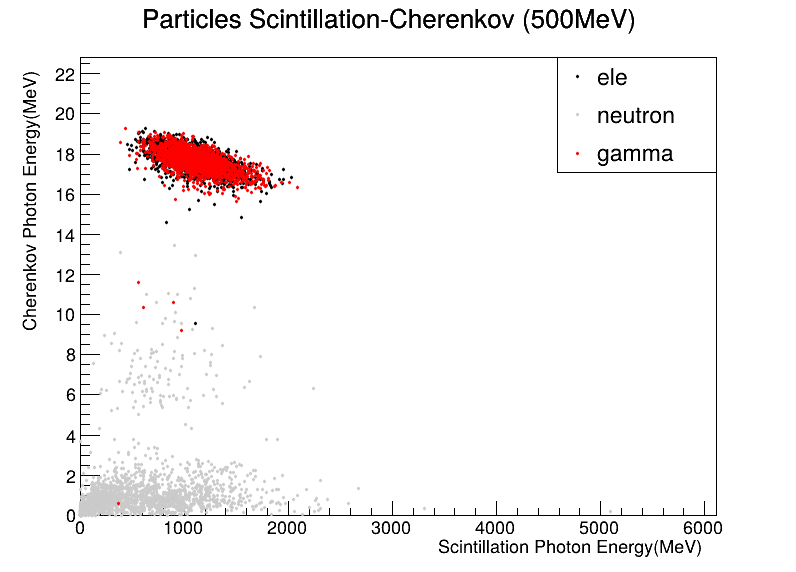 Particles Scintillation-Cherenkov (500MeV)
ele
neutron
gamma
Cherenkov Photon Energy(MeV)
22
20
18
16
14
12
10
8
6
4
2
0
0 1000 2000 3000 4000 5000 6000
Scintillation Photon Energy(MeV)